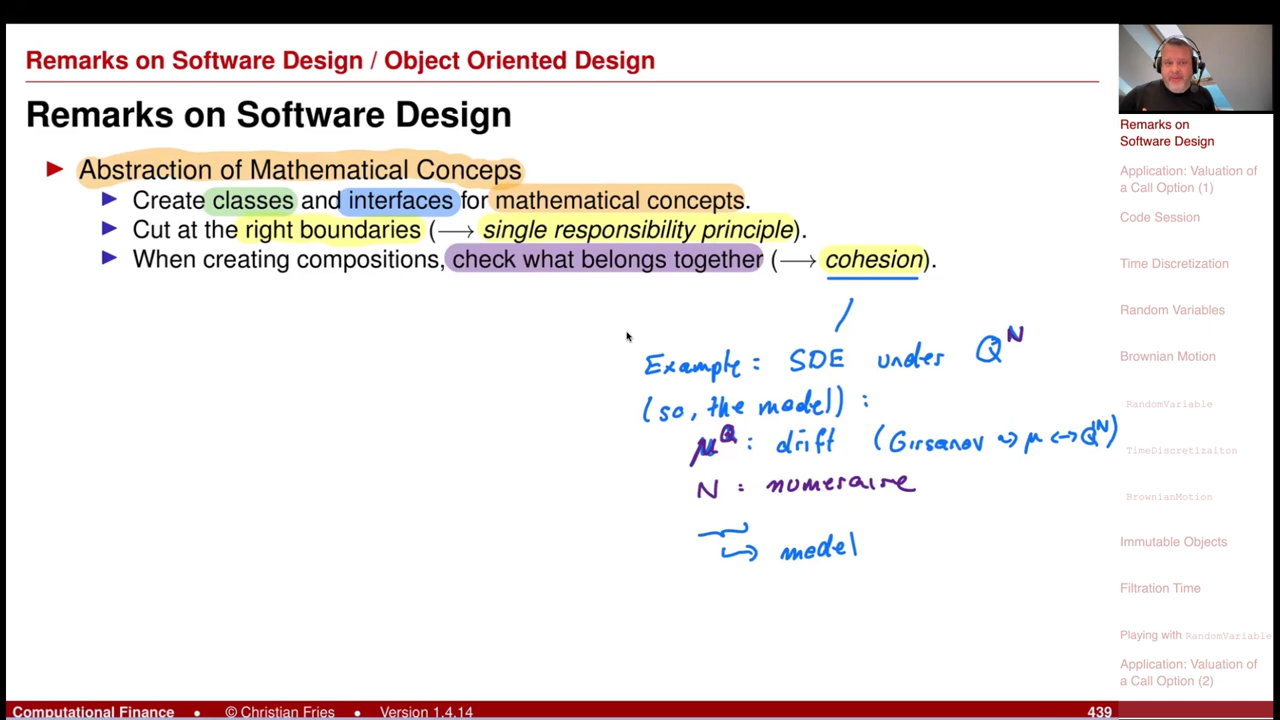 Remarks on Software Design / Object Oriented Design
Remarks on Software Design
Abstraction of Mathematical Conceps
Create classes and interfaces for mathematical concepts.
Cut at the right boundaries (⟶ single responsibility principle).
When creating compositions, check what belongs together (⟶ cohesion).
Example: SDE under Q^N
(so, the model) :
μ^Q : drift (Girsanov ⇝ μ ↔ Q^N)
N : numeraire
↪ model
Remarks on
Software Design
Application: Valuation of
a Call Option (1)
Code Session
Time Discretization
Random Variables
Brownian Motion
RandomVariable
TimeDiscretizaiton
BrownianMotion
Immutable Objects
Filtration Time
Playing with RandomVariable
Application: Valuation of
a Call Option (2)
Computational Finance • © Christian Fries • Version 1.4.14 439